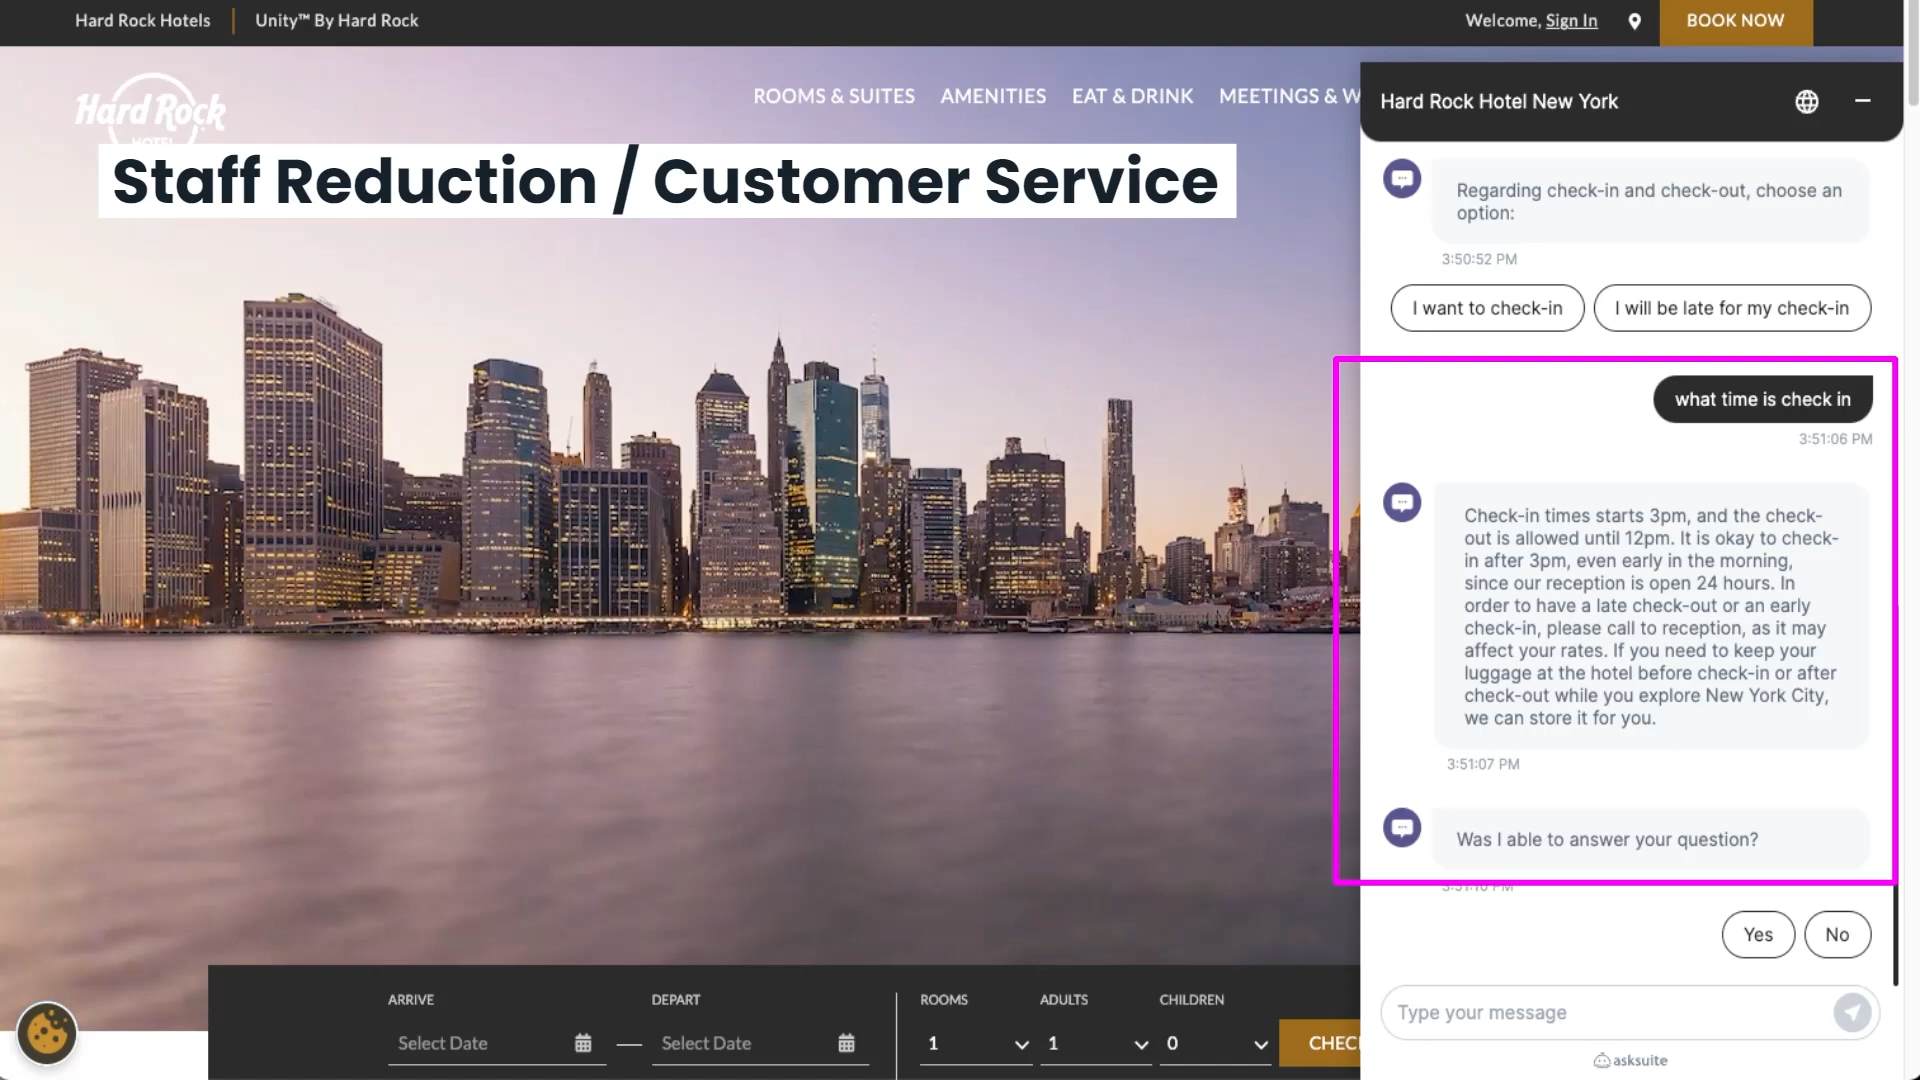 Hard Rock Hotels
Unity™ By Hard Rock
Welcome, Sign In
BOOK NOW
Hard Rock
HOTEL
ROOMS & SUITES
AMENITIES
EAT & DRINK
MEETINGS & W
Staff Reduction / Customer Service
Hard Rock Hotel New York
Regarding check-in and check-out, choose an
option:
3:50:52 PM
I want to check-in
I will be late for my check-in
what time is check in
3:51:06 PM
Check-in times starts 3pm, and the check-
out is allowed until 12pm. It is okay to check-
in after 3pm, even early in the morning,
since our reception is open 24 hours. In
order to have a late check-out or an early
check-in, please call to reception, as it may
affect your rates. If you need to keep your
luggage at the hotel before check-in or after
check-out while you explore New York City,
we can store it for you.
3:51:07 PM
Was I able to answer your question?
3:51:10 PM
Yes
No
Type your message
asksuite
ARRIVE
DEPART
ROOMS
ADULTS
CHILDREN
Select Date
—
Select Date
1
1
0
CHEC